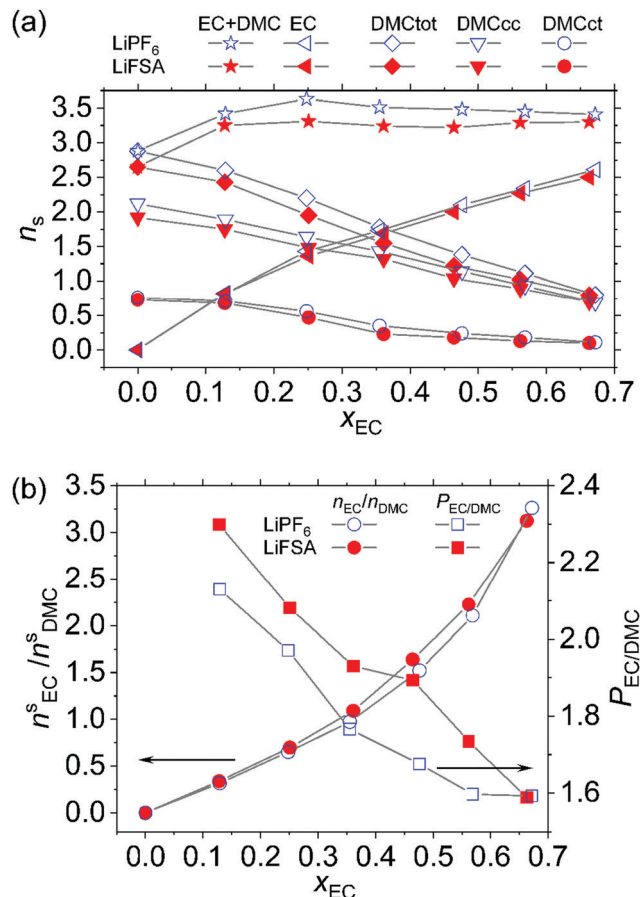 (a)
EC+DMC EC DMCtot DMCcc DMCct
LiPF6
LiFSA
3.5
3.0
2.5
2.0
1.5
1.0
0.5
0.0
ns
0.0 0.1 0.2 0.3 0.4 0.5 0.6 0.7
xEC
(b)
nEC/nDMC PEC/DMC
LiPF6
LiFSA
3.5
3.0
2.5
2.0
1.5
1.0
0.5
0.0
nsEC/nsDMC
2.4
2.2
2.0
1.8
1.6
PEC/DMC
0.0 0.1 0.2 0.3 0.4 0.5 0.6 0.7
xEC